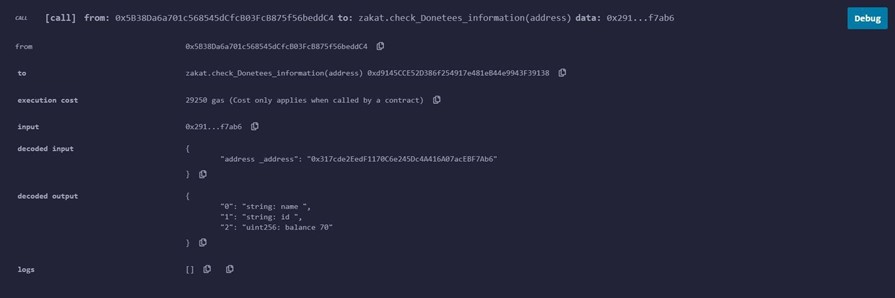 CALL [call] from: 0x5B38Da6a701c568545dCfcB03FcB875f56beddC4 to: zakat.check_Donetees_information(address) data: 0x291...f7ab6 Debug
from 0x5B38Da6a701c568545dCfcB03FcB875f56beddC4
to zakat.check_Donetees_information(address) 0xd9145CCE52D386f254917e481eB44e9943F39138
execution cost 29250 gas (Cost only applies when called by a contract)
input 0x291...f7ab6
decoded input {
"address _address": "0x317cde2EedF1170C6e245Dc4A416A07acEBF7Ab6"
}
decoded output {
"0": "string: name ",
"1": "string: id ",
"2": "uint256: balance 70"
}
logs []